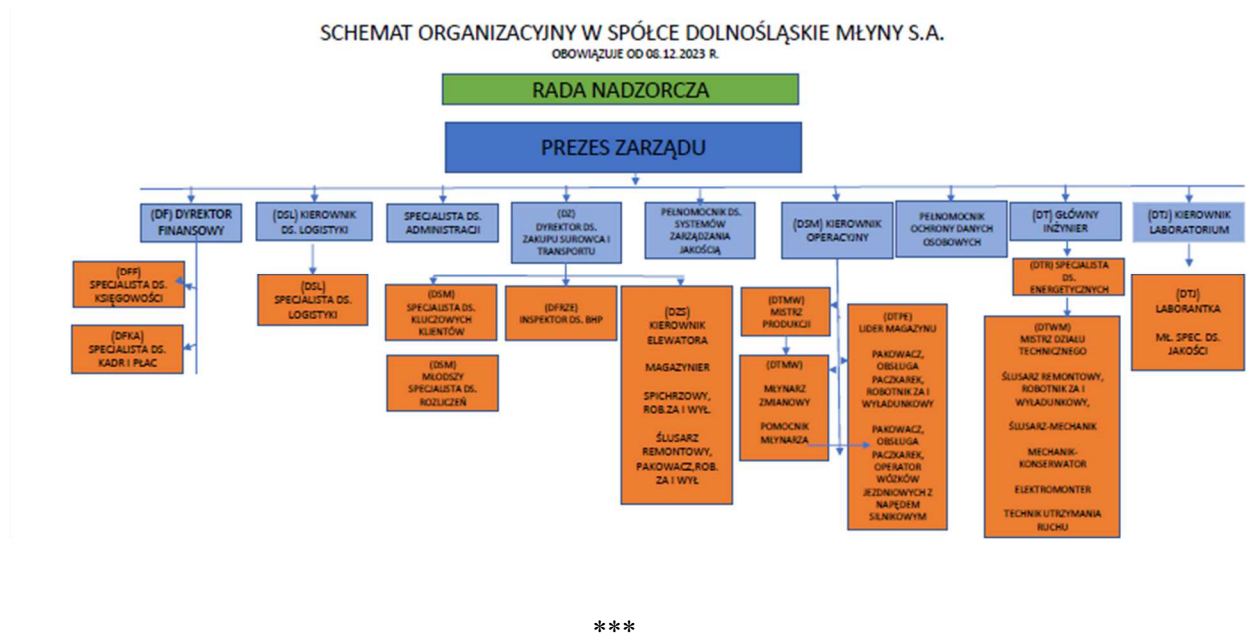 SCHEMAT ORGANIZACYJNY W SPÓŁCE DOLNOŚLĄSKIE MŁYNY S.A.
OBOWIĄZUJE OD 08.12.2023 R.
RADA NADZORCZA
PREZES ZARZĄDU
(DF) DYREKTOR
FINANSOWY
(DSL) KIEROWNIK
DS. LOGISTYKI
SPECJALISTA DS.
ADMINISTRACJI
(DZ)
DYREKTOR DS.
ZAKUPU SUROWCA I
TRANSPORTU
PEŁNOMOCNIK DS.
SYSTEMÓW
ZARZĄDZANIA
JAKOŚCIĄ
(DSM) KIEROWNIK
OPERACYJNY
PEŁNOMOCNIK
OCHRONY DANYCH
OSOBOWYCH
(DT) GŁÓWNY
INŻYNIER
(DTJ) KIEROWNIK
LABORATORIUM
(DFF)
SPECJALISTA DS.
KSIĘGOWOŚCI
(DFKA)
SPECJALISTA DS.
KADR I PŁAC
(DSL)
SPECJALISTA DS.
LOGISTYKI
(DSM)
SPECJALISTA DS.
KLUCZOWYCH
KLIENTÓW
(DSM)
MŁODSZY
SPECJALISTA DS.
ROZLICZEŃ
(DFRZE)
INSPEKTOR DS. BHP
(DZS)
KIEROWNIK
ELEWATORA
MAGAZYNIER
SPICHRZOWY,
ROB.ZA I WYŁ.
ŚLUSARZ
REMONTOWY,
PAKOWACZ,ROB.
ZA I WYŁ
(DTMW)
MISTRZ
PRODUKCJI
(DTMW)
MŁYNARZ
ZMIANOWY
POMOCNIK
MŁYNARZA
(DTPE)
LIDER MAGAZYNU
PAKOWACZ,
OBSŁUGA
PACZKAREK,
ROBOTNIK ZA I
WYŁADUNKOWY
PAKOWACZ,
OBSŁUGA
PACZKAREK,
OPERATOR
WÓZKÓW
JEZDNIOWYCH Z
NAPĘDEM
SILNIKOWYM
(DTR) SPECJALISTA
DS.
ENERGETYCZNYCH
(DTWM)
MISTRZ DZIAŁU
TECHNICZNEGO
ŚLUSARZ REMONTOWY,
ROBOTNIK ZA I
WYŁADUNKOWY,
ŚLUSARZ-MECHANIK
MECHANIK-
KONSERWATOR
ELEKTROMONTER
TECHNIK UTRZYMANIA
RUCHU
(DTJ)
LABORANTKA
MŁ. SPEC. DS.
JAKOŚCI
***